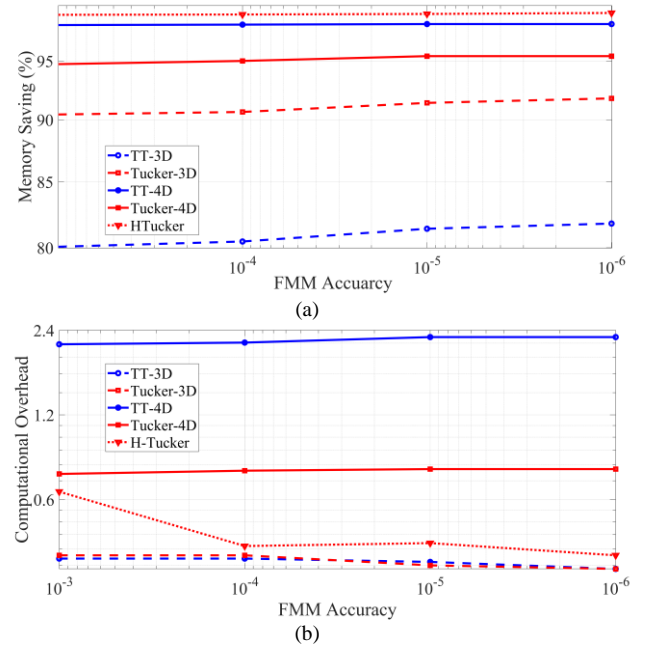 Memory Saving (%)
95
90
85
80
TT-3D
Tucker-3D
TT-4D
Tucker-4D
HTucker
10-4
10-5
10-6
FMM Accuarcy
(a)
Computational Overhead
2.4
1.2
0.6
TT-3D
Tucker-3D
TT-4D
Tucker-4D
H-Tucker
10-3
10-4
10-5
10-6
FMM Accuracy
(b)